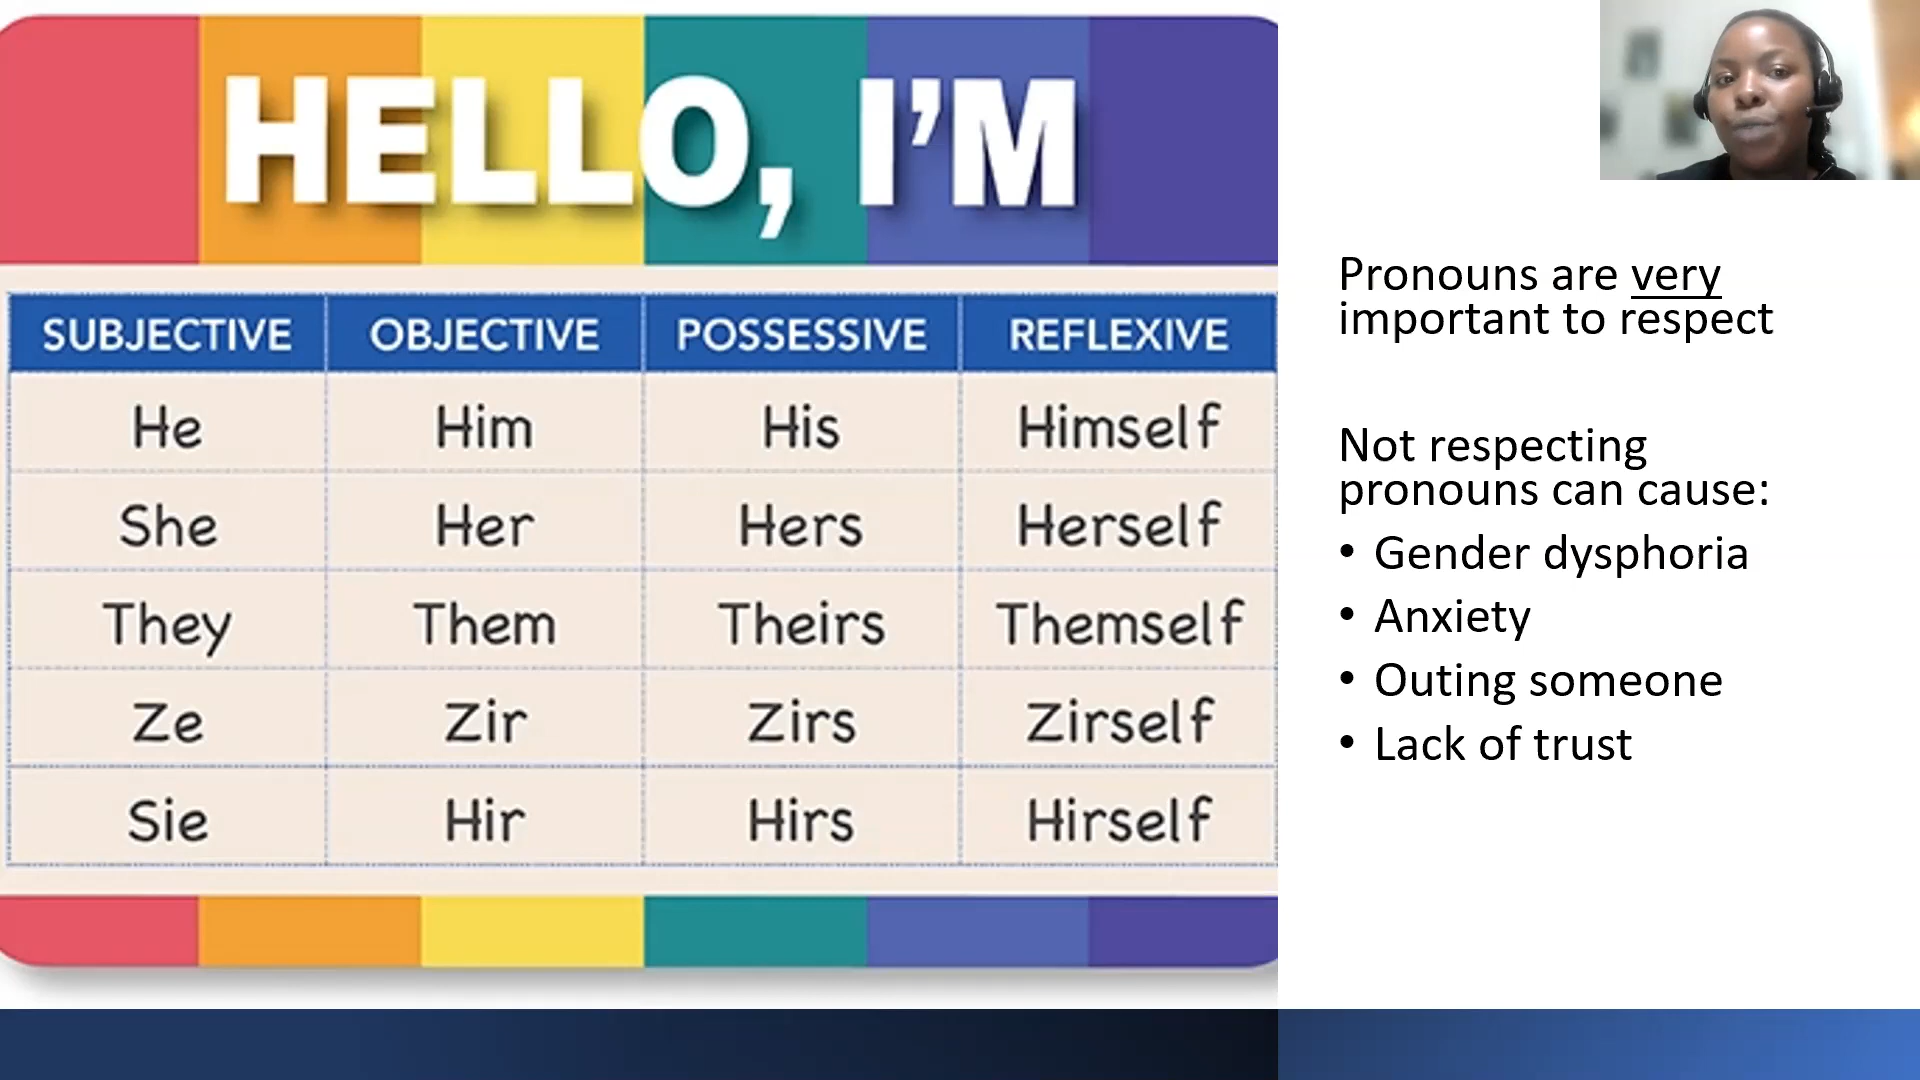 HELLO, I'M
SUBJECTIVE OBJECTIVE POSSESSIVE REFLEXIVE
He Him His Himself
She Her Hers Herself
They Them Theirs Themself
Ze Zir Zirs Zirself
Sie Hir Hirs Hirself
Pronouns are very
important to respect
Not respecting
pronouns can cause:
• Gender dysphoria
• Anxiety
• Outing someone
• Lack of trust